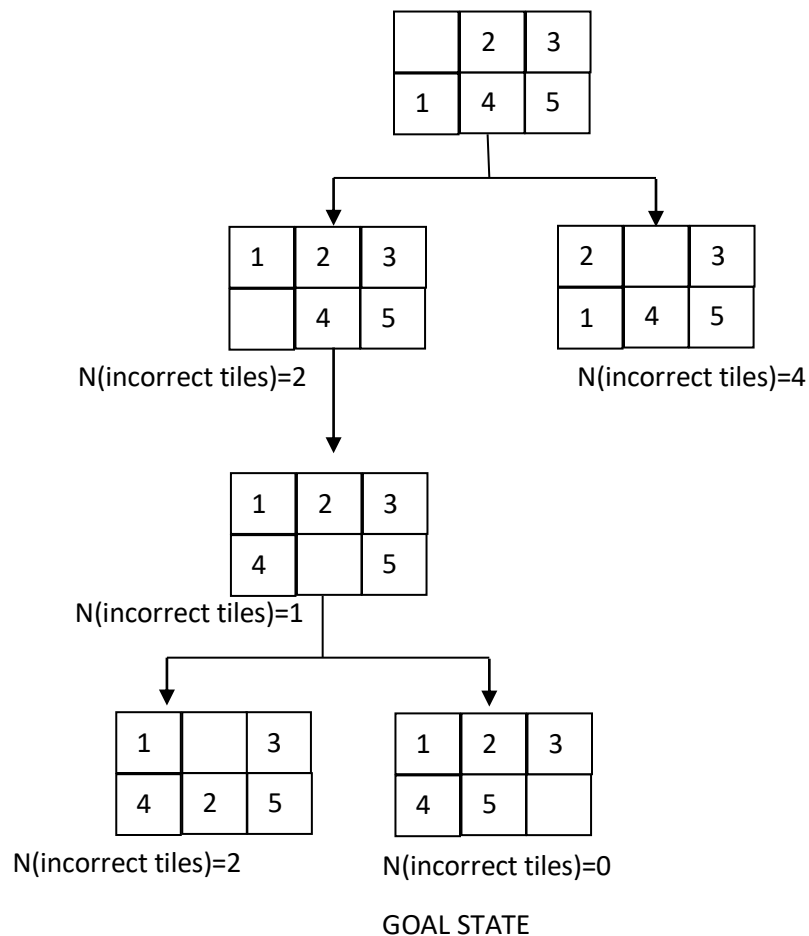 2 3
1 4 5
1 2 3
4 5
N(incorrect tiles)=2
2 3
1 4 5
N(incorrect tiles)=4
1 2 3
4 5
N(incorrect tiles)=1
1 3
4 2 5
N(incorrect tiles)=2
1 2 3
4 5
N(incorrect tiles)=0
GOAL STATE